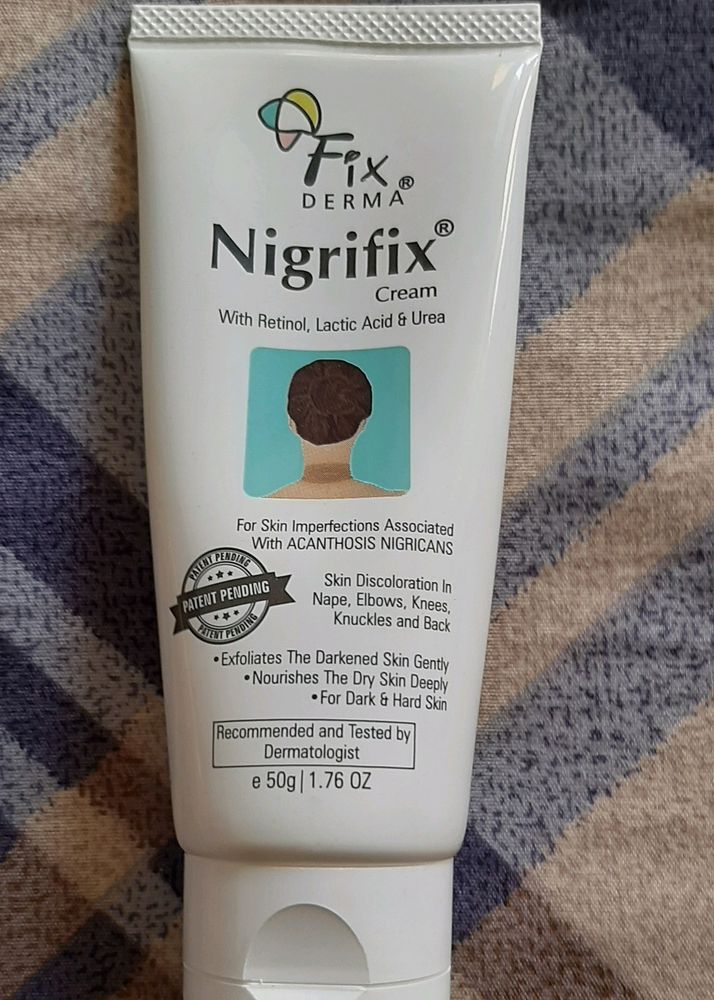 Fix®
DERMA
Nigrifix®
Cream
With Retinol, Lactic Acid & Urea
For Skin Imperfections Associated
With ACANTHOSIS NIGRICANS
PATENT PENDING
PATENT PENDING
PATENT PENDING
Skin Discoloration In
Nape, Elbows, Knees,
Knuckles and Back
•Exfoliates The Darkened Skin Gently
•Nourishes The Dry Skin Deeply
•For Dark & Hard Skin
Recommended and Tested by
Dermatologist
e 50g|1.76 OZ